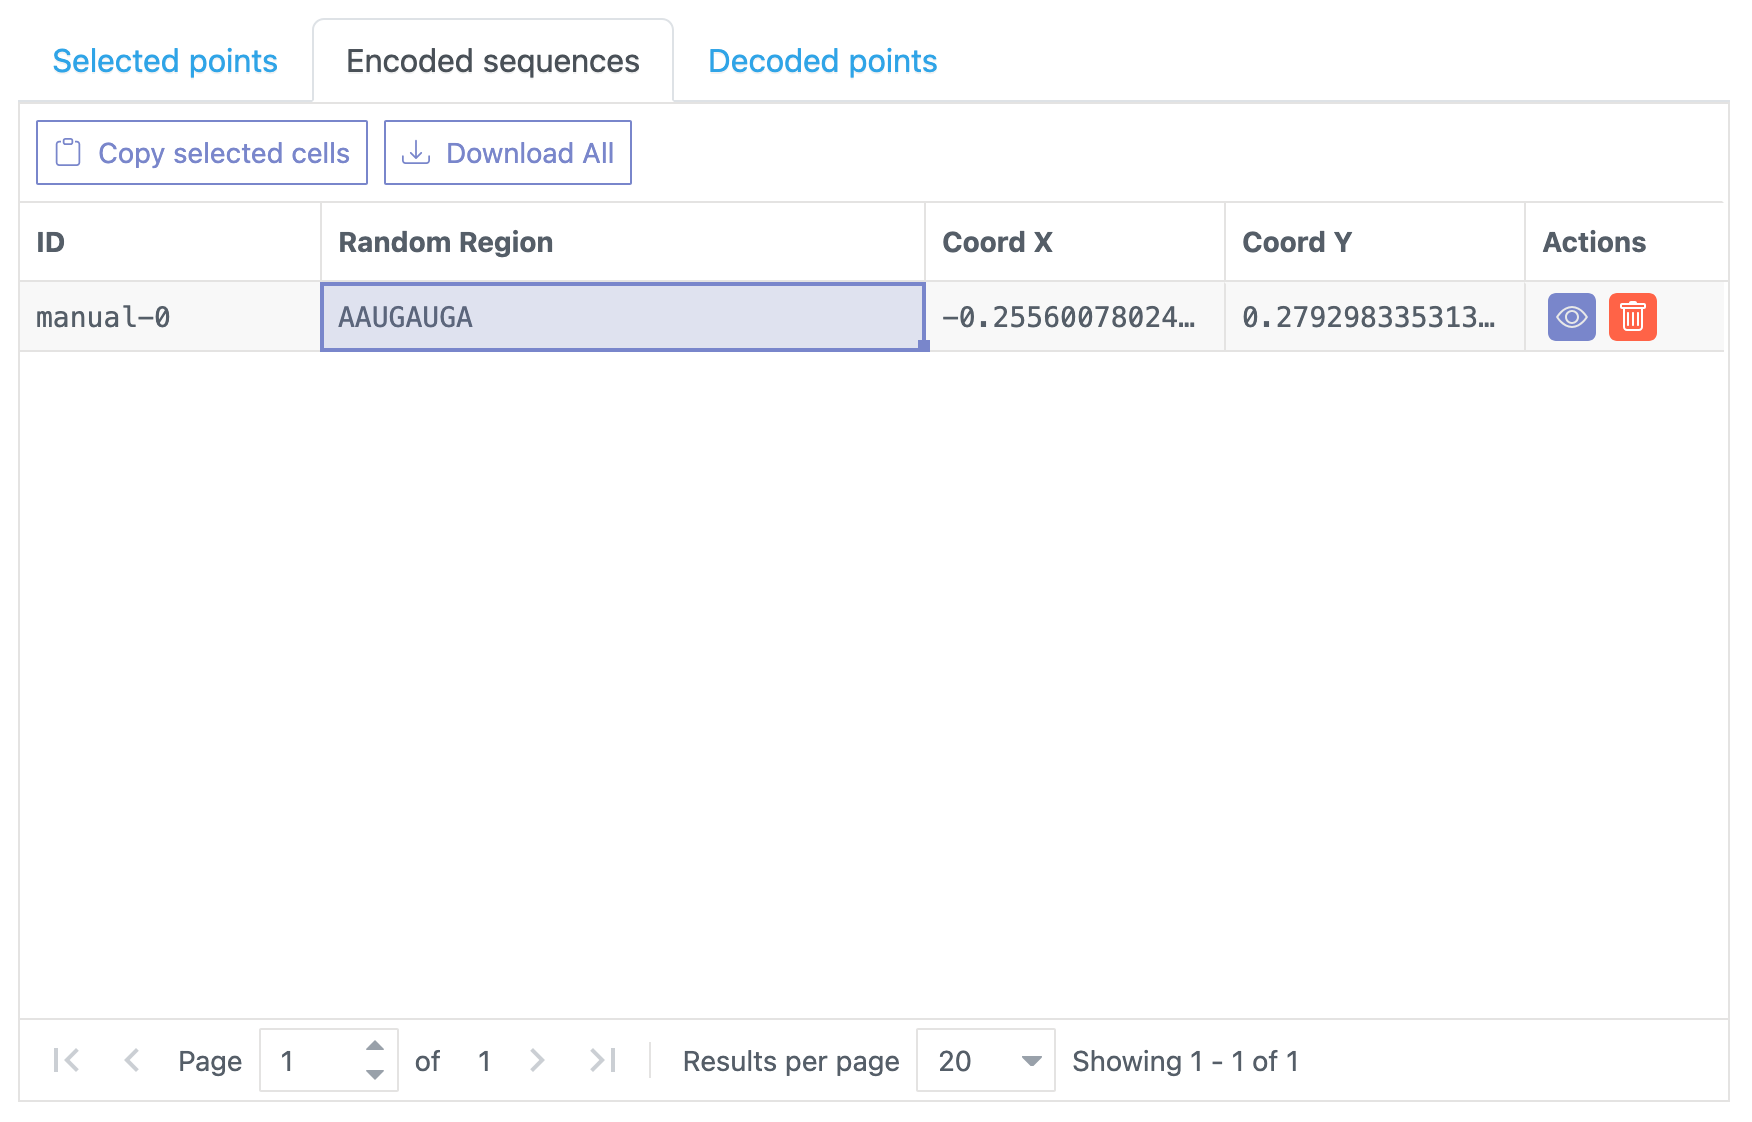 Selected points Encoded sequences Decoded points
Copy selected cells Download All
ID Random Region Coord X Coord Y Actions
manual-0 AAUGAUGA -0.25560078024… 0.279298335313…
Page 1 of 1 Results per page 20 Showing 1 - 1 of 1